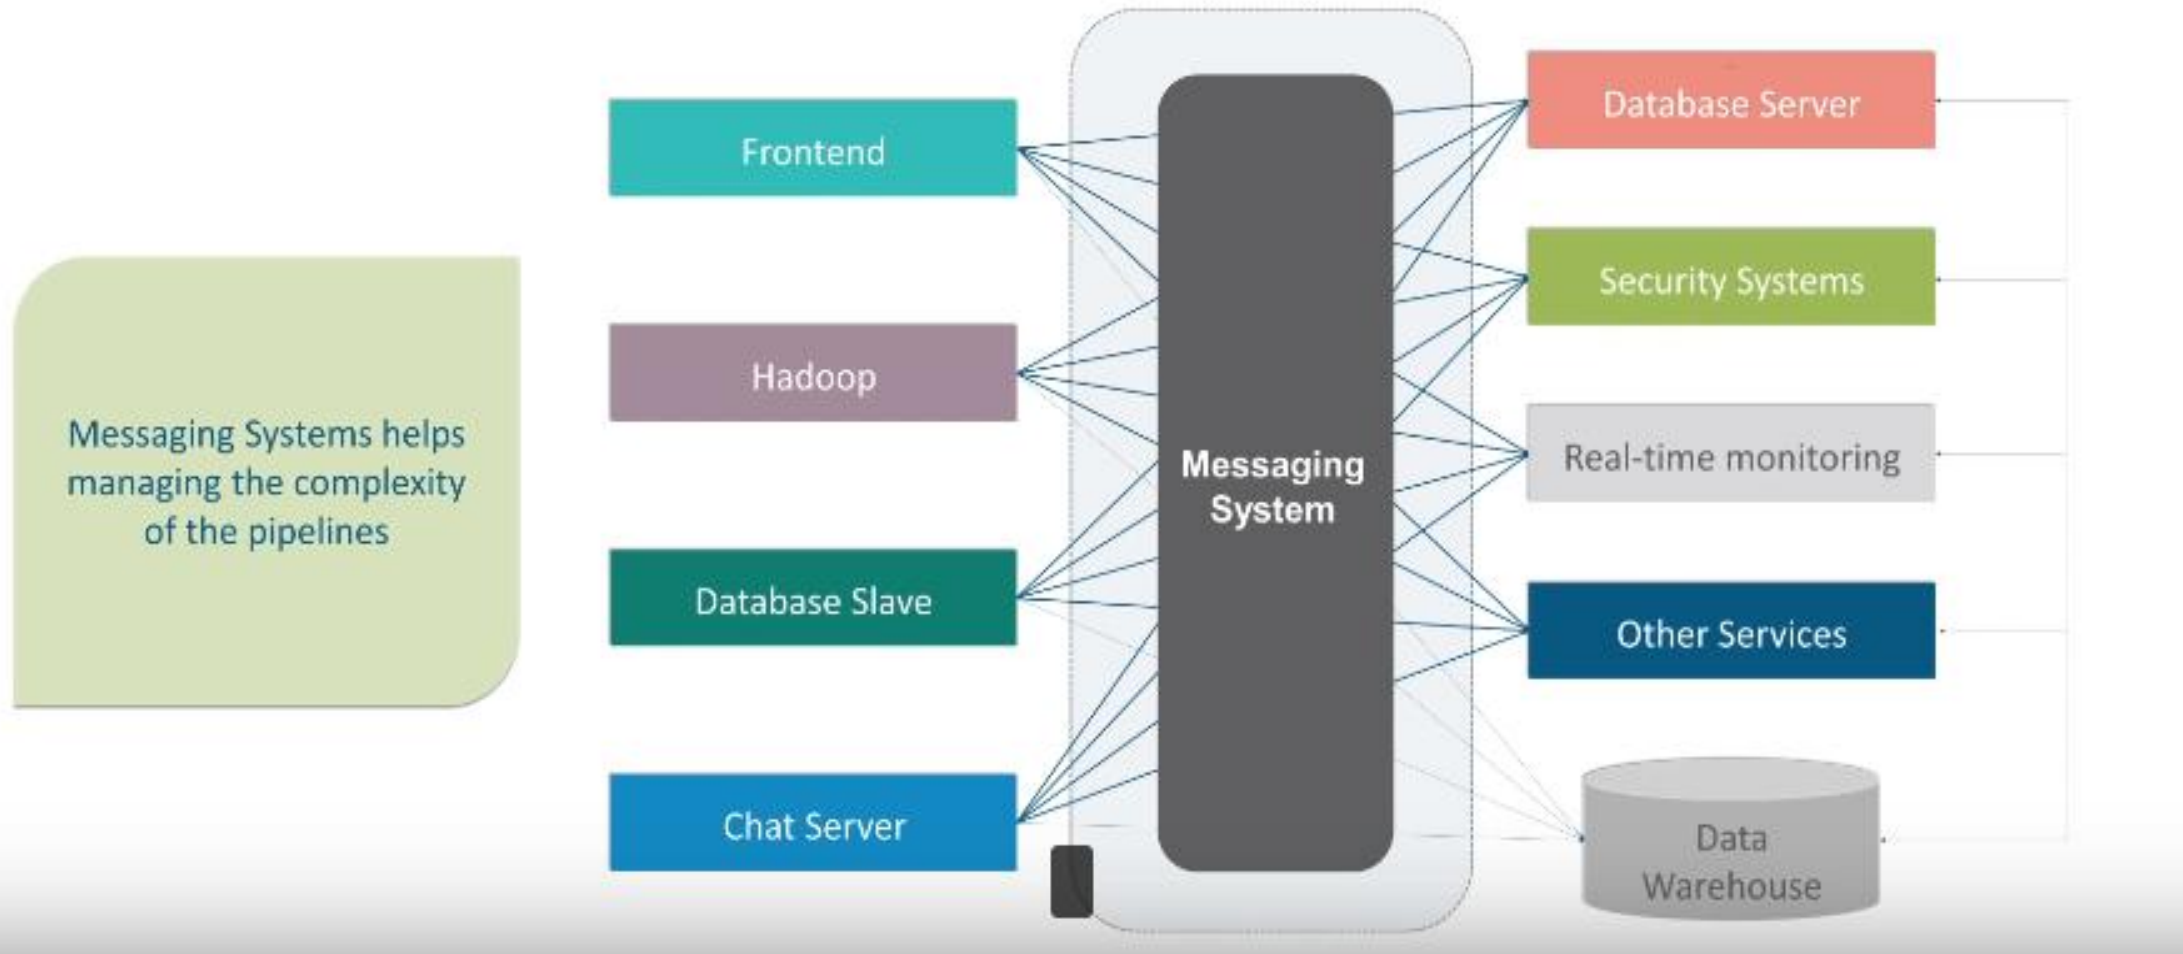 Messaging Systems helps
managing the complexity
of the pipelines
Frontend
Hadoop
Database Slave
Chat Server
Messaging
System
Database Server
Security Systems
Real-time monitoring
Other Services
Data
Warehouse